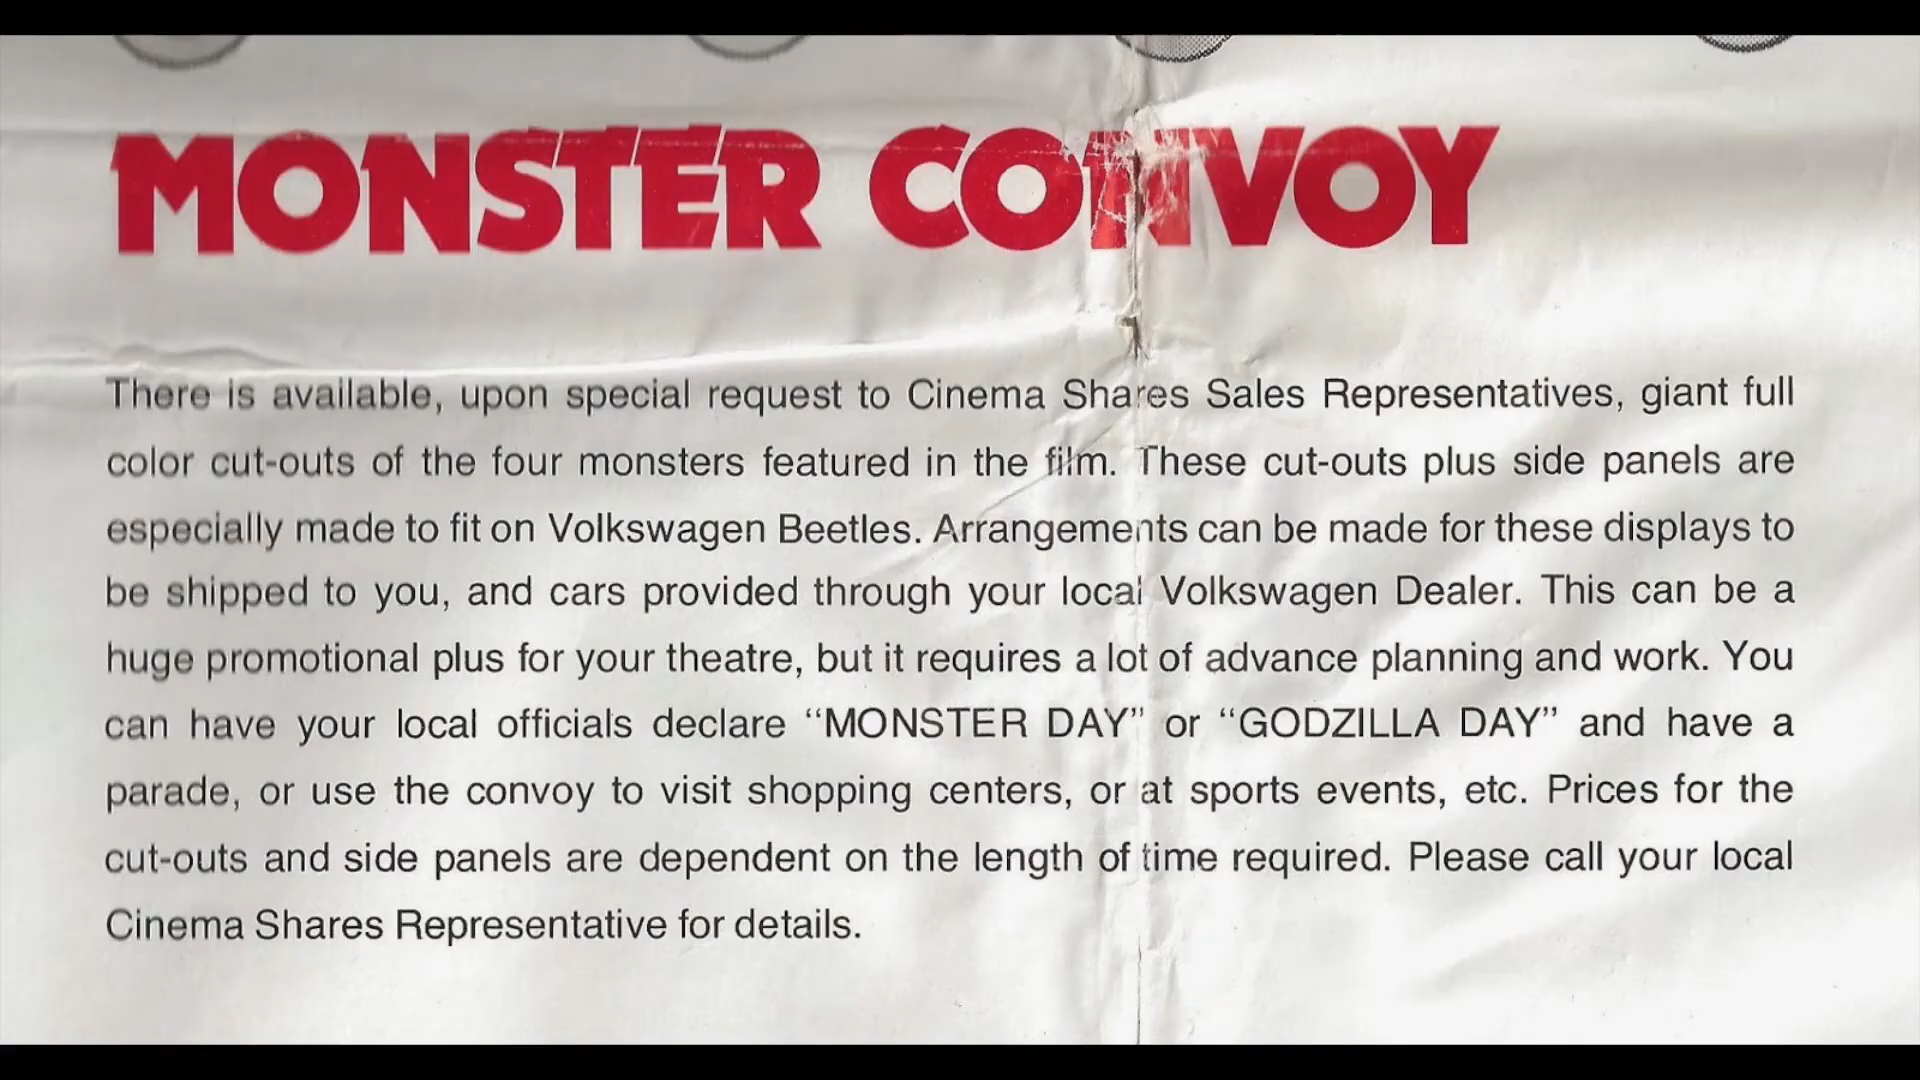 MONSTER CONVOY
There is available, upon special request to Cinema Shares Sales Representatives, giant full
color cut-outs of the four monsters featured in the film. These cut-outs plus side panels are
especially made to fit on Volkswagen Beetles. Arrangements can be made for these displays to
be shipped to you, and cars provided through your local Volkswagen Dealer. This can be a
huge promotional plus for your theatre, but it requires a lot of advance planning and work. You
can have your local officials declare “MONSTER DAY” or “GODZILLA DAY” and have a
parade, or use the convoy to visit shopping centers, or at sports events, etc. Prices for the
cut-outs and side panels are dependent on the length of time required. Please call your local
Cinema Shares Representative for details.